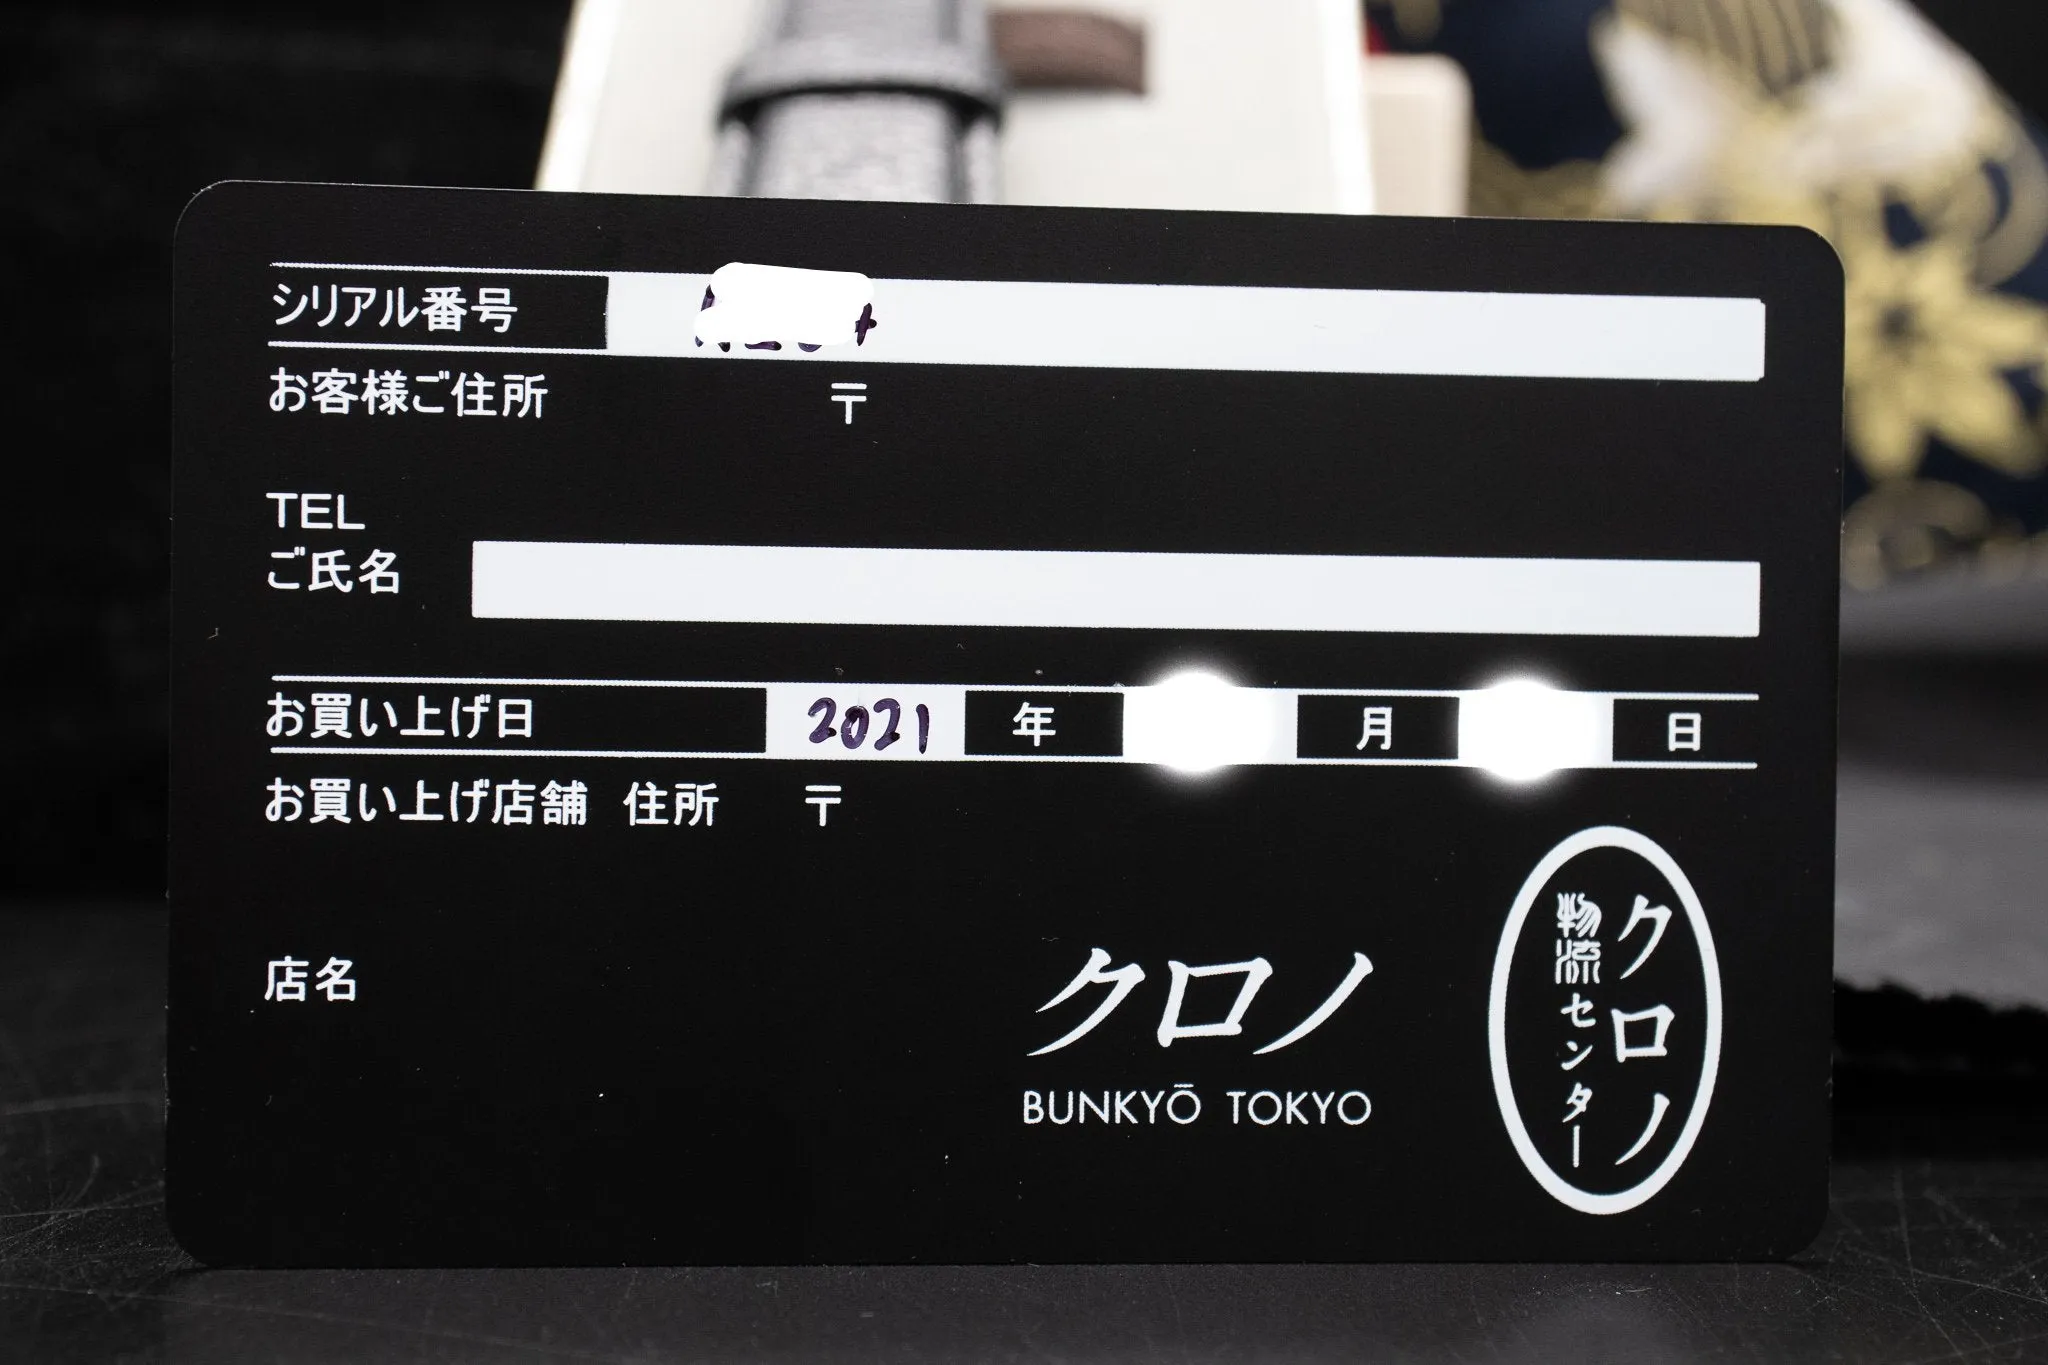 シリアル番号
お客様ご住所 〒
TEL
ご氏名
お買い上げ日 2021 年 月 日
お買い上げ店舗 住所 〒
店名
クロノ
BUNKYŌ TOKYO
クロノ
物流センター